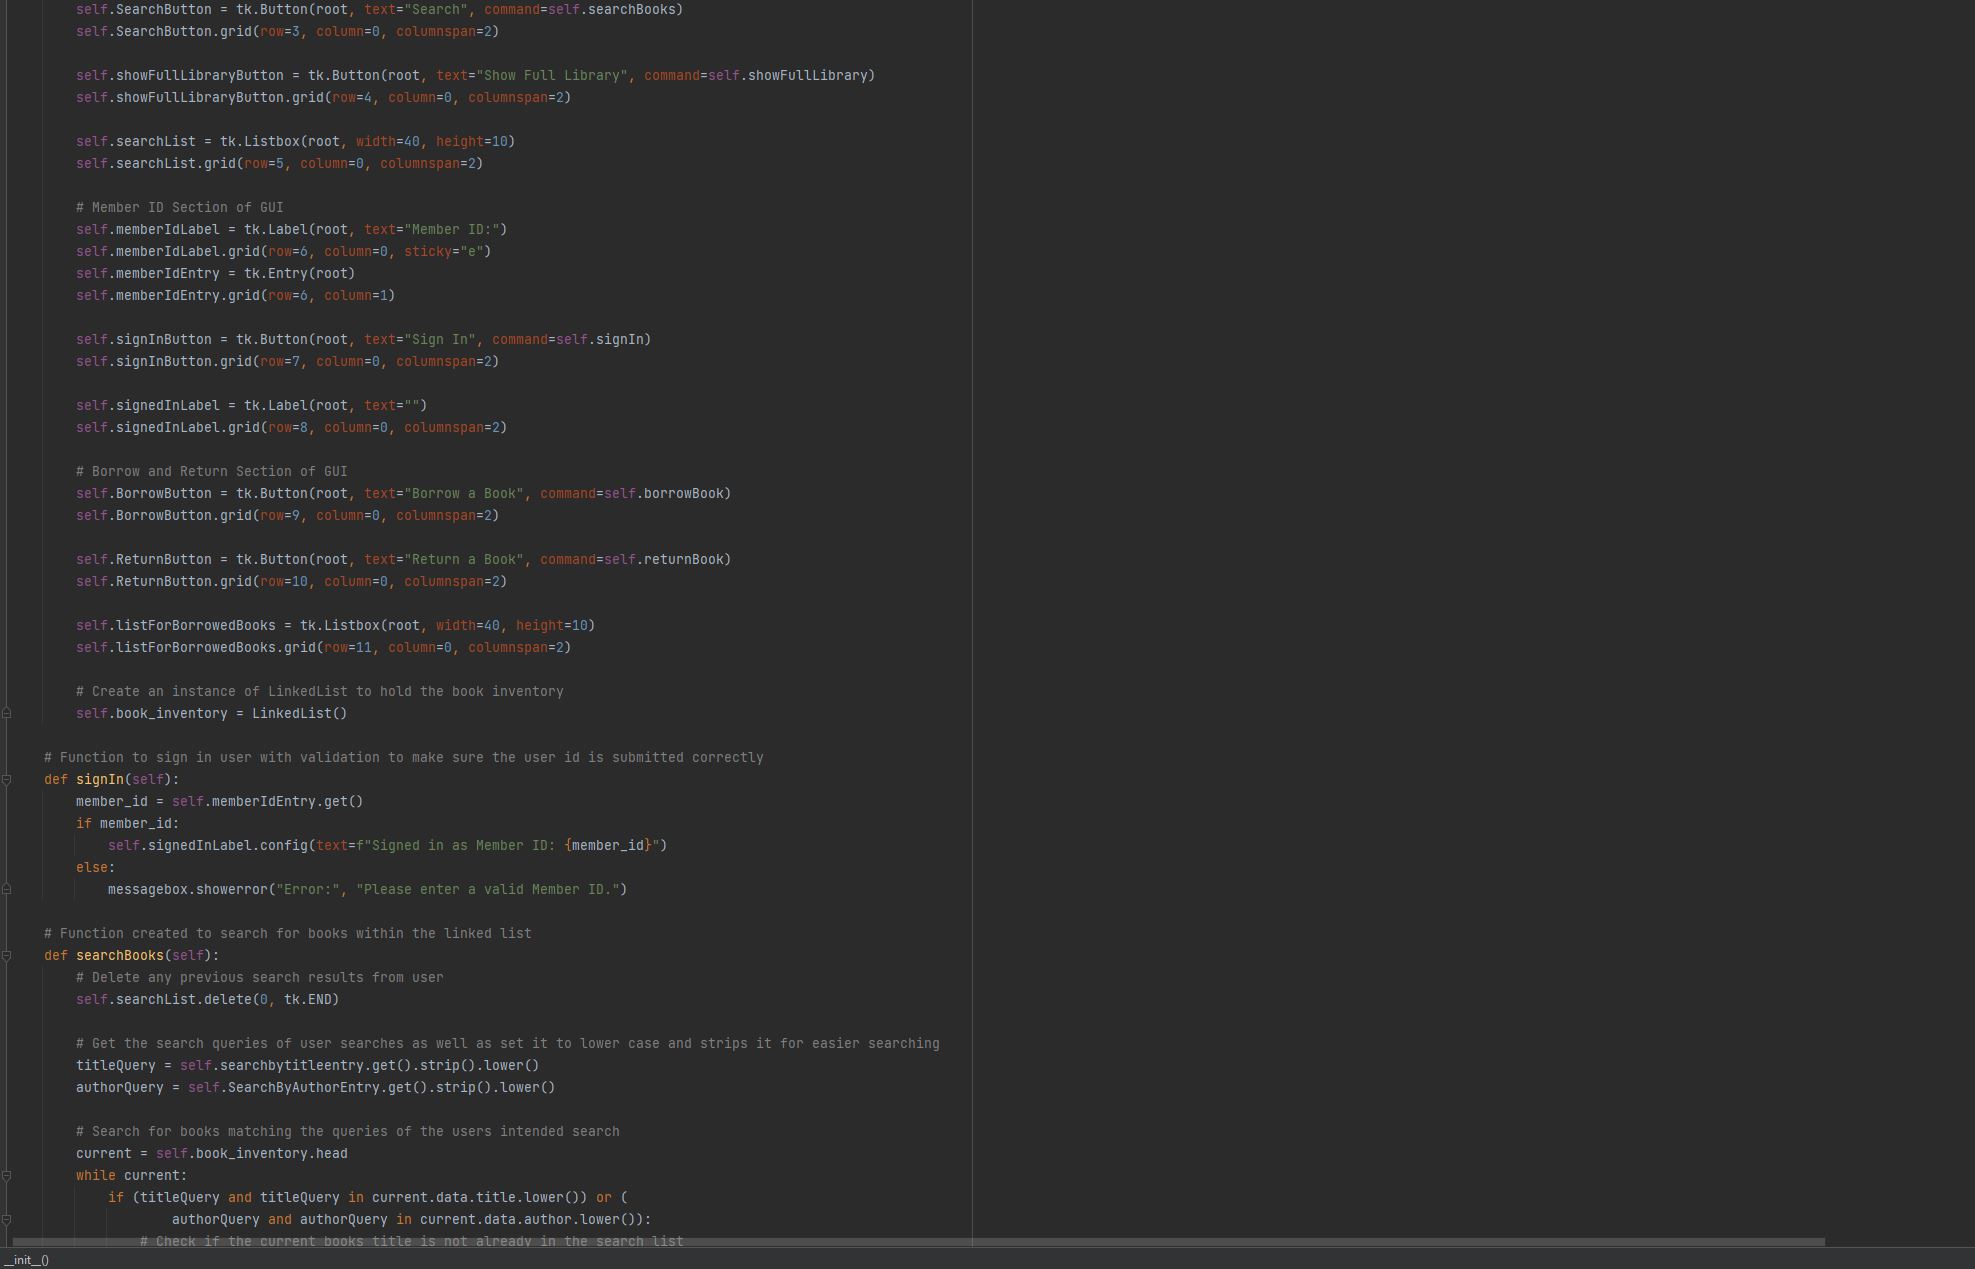 self.SearchButton = tk.Button(root, text="Search", command=self.searchBooks)
self.SearchButton.grid(row=3, column=0, columnspan=2)
self.showFullLibraryButton = tk.Button(root, text="Show Full Library", command=self.showFullLibrary)
self.showFullLibraryButton.grid(row=4, column=0, columnspan=2)
self.searchList = tk.Listbox(root, width=40, height=10)
self.searchList.grid(row=5, column=0, columnspan=2)
# Member ID Section of GUI
self.memberIdLabel = tk.Label(root, text="Member ID:")
self.memberIdLabel.grid(row=6, column=0, sticky="e")
self.memberIdEntry = tk.Entry(root)
self.memberIdEntry.grid(row=6, column=1)
self.signInButton = tk.Button(root, text="Sign In", command=self.signIn)
self.signInButton.grid(row=7, column=0, columnspan=2)
self.signedInLabel = tk.Label(root, text="")
self.signedInLabel.grid(row=8, column=0, columnspan=2)
# Borrow and Return Section of GUI
self.BorrowButton = tk.Button(root, text="Borrow a Book", command=self.borrowBook)
self.BorrowButton.grid(row=9, column=0, columnspan=2)
self.ReturnButton = tk.Button(root, text="Return a Book", command=self.returnBook)
self.ReturnButton.grid(row=10, column=0, columnspan=2)
self.listForBorrowedBooks = tk.Listbox(root, width=40, height=10)
self.listForBorrowedBooks.grid(row=11, column=0, columnspan=2)
# Create an instance of LinkedList to hold the book inventory
self.book_inventory = LinkedList()
# Function to sign in user with validation to make sure the user id is submitted correctly
def signIn(self):
member_id = self.memberIdEntry.get()
if member_id:
self.signedInLabel.config(text=f"Signed in as Member ID: {member_id}")
else:
messagebox.showerror("Error:", "Please enter a valid Member ID.")
# Function created to search for books within the linked list
def searchBooks(self):
# Delete any previous search results from user
self.searchList.delete(0, tk.END)
# Get the search queries of user searches as well as set it to lower case and strips it for easier searching
titleQuery = self.searchbytitleentry.get().strip().lower()
authorQuery = self.SearchByAuthorEntry.get().strip().lower()
# Search for books matching the queries of the users intended search
current = self.book_inventory.head
while current:
if (titleQuery and titleQuery in current.data.title.lower()) or (
authorQuery and authorQuery in current.data.author.lower()):
# Check if the current books title is not already in the search list
__init__()